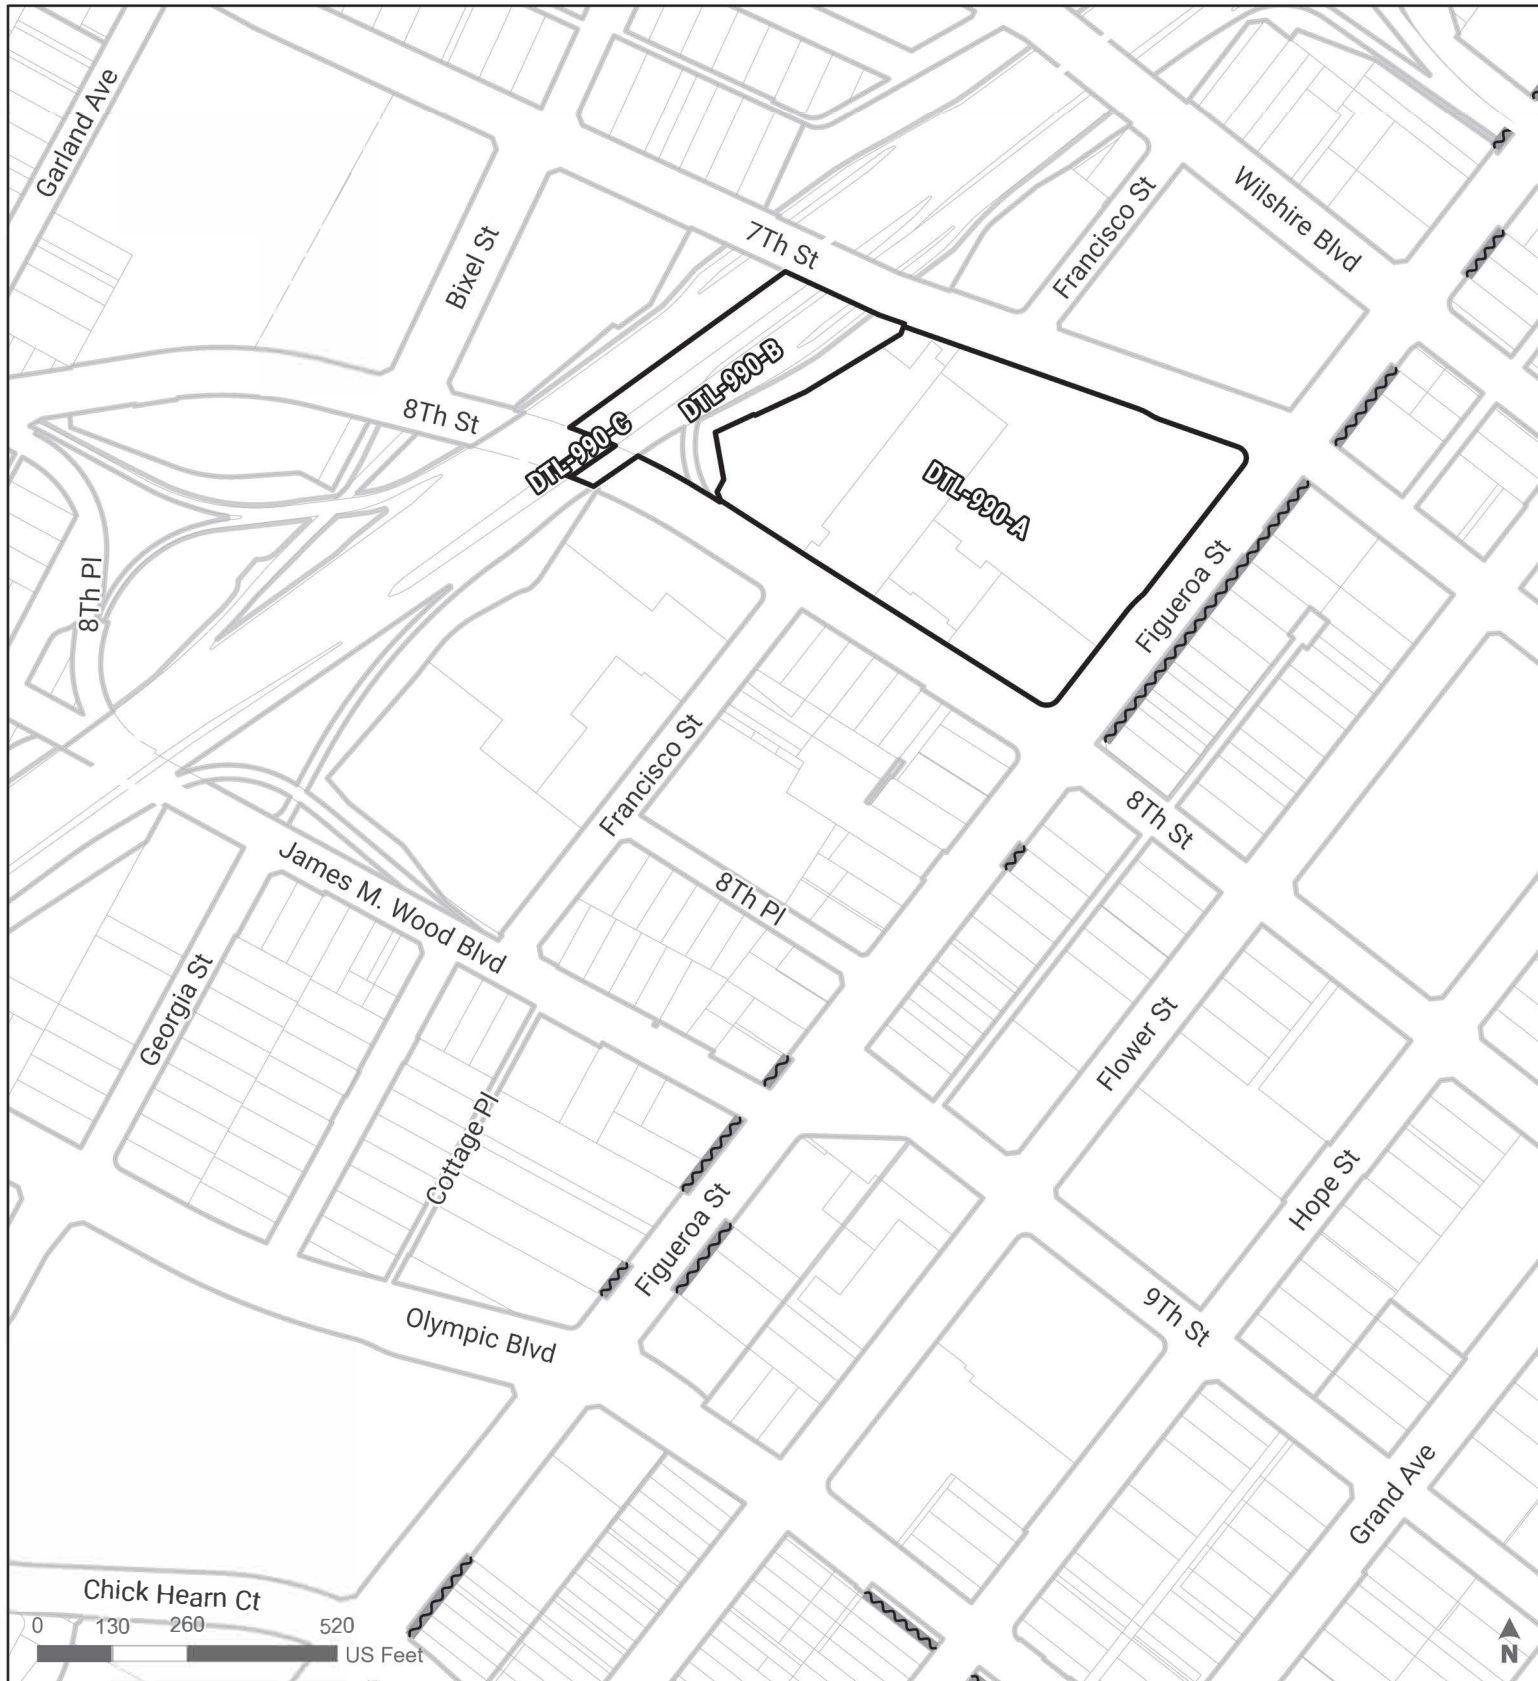 Garland Ave
Wilshire Blvd
Francisco St
7Th St
Bixel St
DTL-990-B
8Th St
DTL-990-C
DTL-990-A
8Th Pl
Figueroa St
Francisco St
8Th St
James M. Wood Blvd
8Th Pl
Georgia St
Flower St
Cottage Pl
Hope St
Figueroa St
Olympic Blvd
9Th St
Grand Ave
Chick Hearn Ct
0 130 260 520
US Feet
N